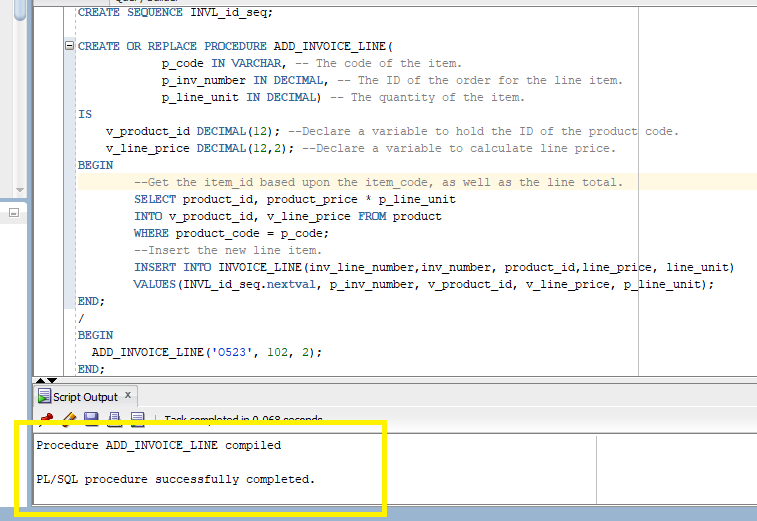 CREATE SEQUENCE INVL_id_seq;
CREATE OR REPLACE PROCEDURE ADD_INVOICE_LINE(
p_code IN VARCHAR, -- The code of the item.
p_inv_number IN DECIMAL, -- The ID of the order for the line item.
p_line_unit IN DECIMAL) -- The quantity of the item.
IS
v_product_id DECIMAL(12); --Declare a variable to hold the ID of the product code.
v_line_price DECIMAL(12,2); --Declare a variable to calculate line price.
BEGIN
--Get the item_id based upon the item_code, as well as the line total.
SELECT product_id, product_price * p_line_unit
INTO v_product_id, v_line_price FROM product
WHERE product_code = p_code;
--Insert the new line item.
INSERT INTO INVOICE_LINE(inv_line_number,inv_number, product_id,line_price, line_unit)
VALUES(INVL_id_seq.nextval, p_inv_number, v_product_id, v_line_price, p_line_unit);
END;
/
BEGIN
ADD_INVOICE_LINE('O523', 102, 2);
END;
Script Output x
Task completed in 0.068 seconds
Procedure ADD_INVOICE_LINE compiled
PL/SQL procedure successfully completed.